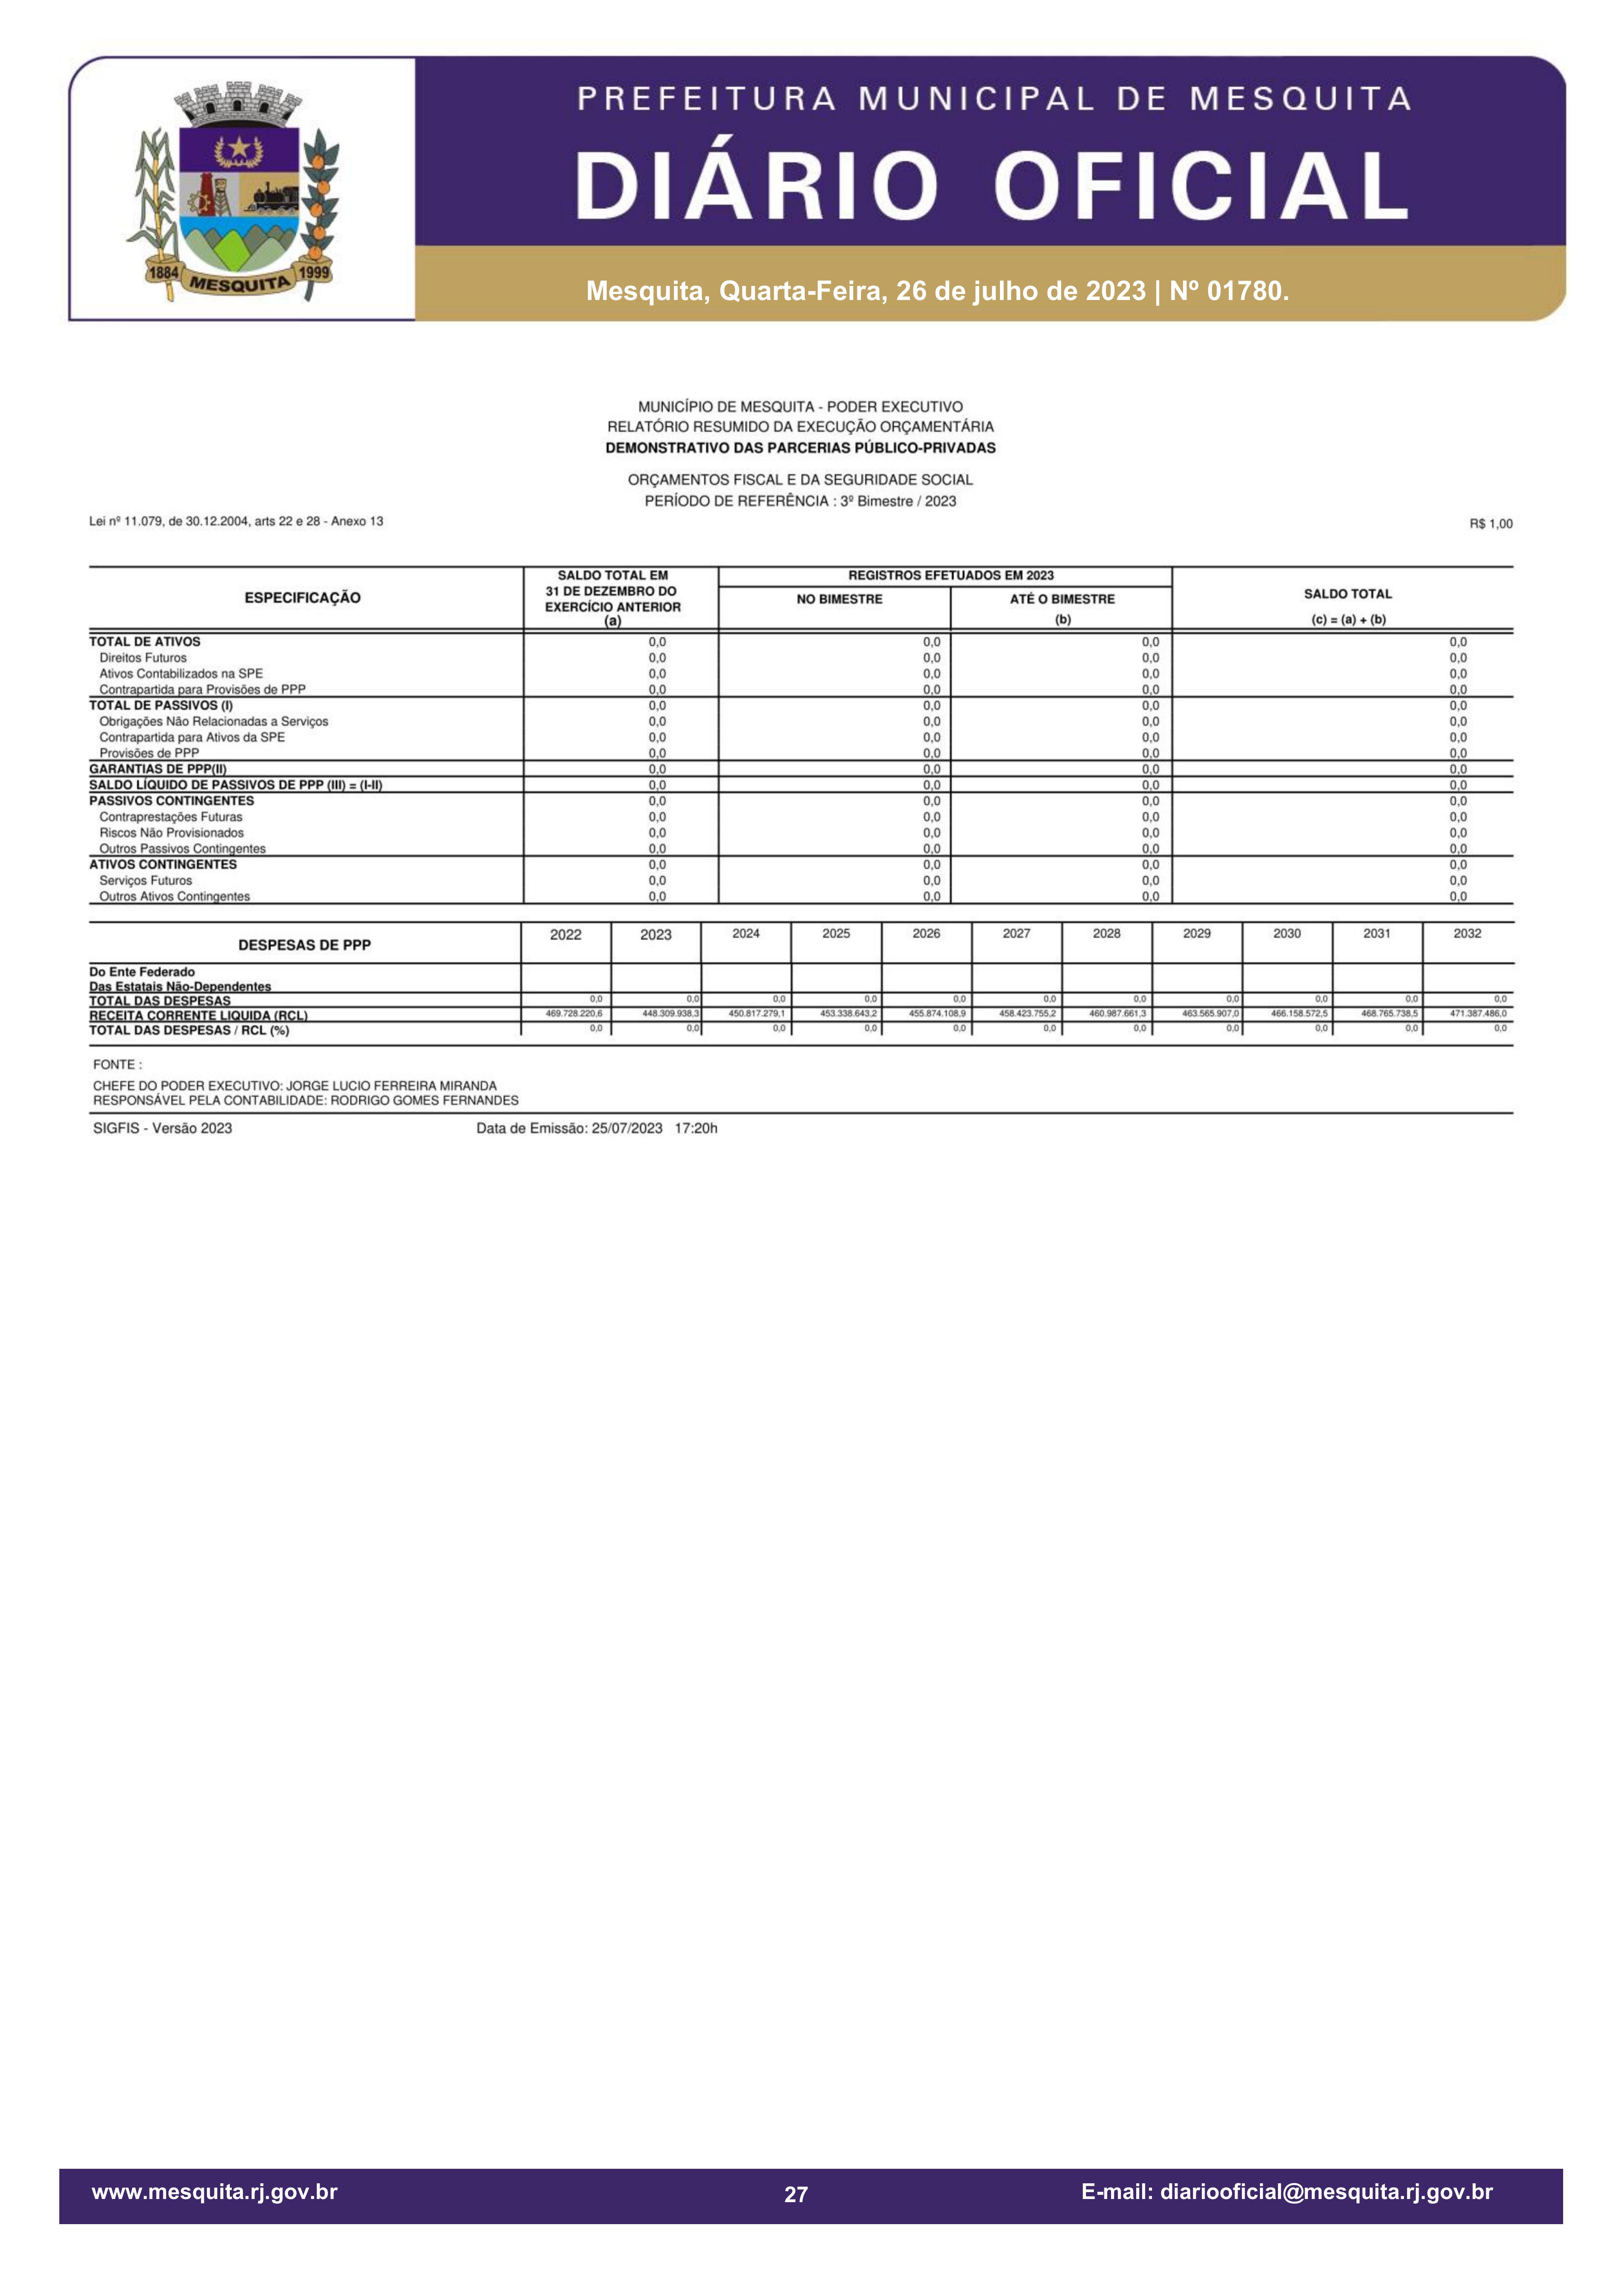 PREFEITURA MUNICIPAL DE MESQUITA
DIÁRIO OFICIAL
1884 MESQUITA 1999
Mesquita, Quarta-Feira, 26 de julho de 2023 | Nº 01780.
MUNICÍPIO DE MESQUITA - PODER EXECUTIVO
RELATÓRIO RESUMIDO DA EXECUÇÃO ORÇAMENTÁRIA
DEMONSTRATIVO DAS PARCERIAS PÚBLICO-PRIVADAS
ORÇAMENTOS FISCAL E DA SEGURIDADE SOCIAL
PERÍODO DE REFERÊNCIA : 3º Bimestre / 2023
Lei nº 11.079, de 30.12.2004, arts 22 e 28 - Anexo 13 R$ 1,00
ESPECIFICAÇÃO
SALDO TOTAL EM
31 DE DEZEMBRO DO
EXERCÍCIO ANTERIOR
(a)
REGISTROS EFETUADOS EM 2023
NO BIMESTRE
ATÉ O BIMESTRE
(b)
SALDO TOTAL
(c) = (a) + (b)
TOTAL DE ATIVOS 0,0 0,0 0,0 0,0
Direitos Futuros 0,0 0,0 0,0 0,0
Ativos Contabilizados na SPE 0,0 0,0 0,0 0,0
Contrapartida para Provisões de PPP 0,0 0,0 0,0 0,0
TOTAL DE PASSIVOS (I) 0,0 0,0 0,0 0,0
Obrigações Não Relacionadas a Serviços 0,0 0,0 0,0 0,0
Contrapartida para Ativos da SPE 0,0 0,0 0,0 0,0
Provisões de PPP 0,0 0,0 0,0 0,0
GARANTIAS DE PPP(II) 0,0 0,0 0,0 0,0
SALDO LÍQUIDO DE PASSIVOS DE PPP (III) = (I-II) 0,0 0,0 0,0 0,0
PASSIVOS CONTINGENTES 0,0 0,0 0,0 0,0
Contraprestações Futuras 0,0 0,0 0,0 0,0
Riscos Não Provisionados 0,0 0,0 0,0 0,0
Outros Passivos Contingentes 0,0 0,0 0,0 0,0
ATIVOS CONTINGENTES 0,0 0,0 0,0 0,0
Serviços Futuros 0,0 0,0 0,0 0,0
Outros Ativos Contingentes 0,0 0,0 0,0 0,0
DESPESAS DE PPP 2022 2023 2024 2025 2026 2027 2028 2029 2030 2031 2032
Do Ente Federado
Das Estatais Não-Dependentes
TOTAL DAS DESPESAS 0,0 0,0 0,0 0,0 0,0 0,0 0,0 0,0 0,0 0,0 0,0
RECEITA CORRENTE LIQUIDA (RCL) 469.728.220,6 448.309.938,3 450.817.279,1 453.338.643,2 455.874.108,9 458.423.755,2 460.987.661,3 463.565.907,0 466.158.572,5 468.765.738,5 471.387.486,0
TOTAL DAS DESPESAS / RCL (%) 0,0 0,0 0,0 0,0 0,0 0,0 0,0 0,0 0,0 0,0 0,0
FONTE :
CHEFE DO PODER EXECUTIVO: JORGE LUCIO FERREIRA MIRANDA
RESPONSÁVEL PELA CONTABILIDADE: RODRIGO GOMES FERNANDES
SIGFIS - Versão 2023 Data de Emissão: 25/07/2023 17:20h
www.mesquita.rj.gov.br 27 E-mail: diariooficial@mesquita.rj.gov.br